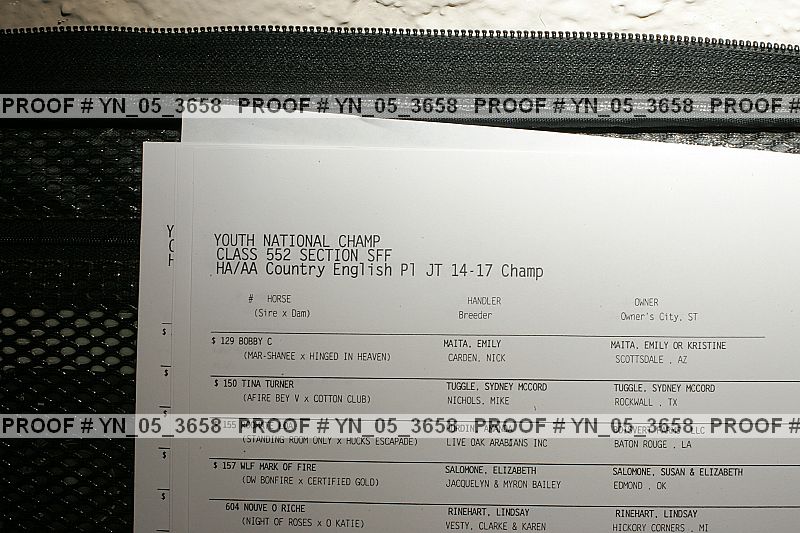 PROOF # YN_05_3658 PROOF # YN_05_3658 PROOF # YN_05_3658 PROOF #
Y
YOUTH NATIONAL CHAMP
CLASS 552 SECTION SFF
HA/AA Country English Pl JT 14-17 Champ
# HORSE HANDLER OWNER
(Sire x Dam) Breeder Owner's City, ST
$ 129 BOBBY C MAITA, EMILY MAITA, EMILY OR KRISTINE
(MAR-SHANEE x HINGED IN HEAVEN) CARDEN, NICK SCOTTSDALE , AZ
$ 150 TINA TURNER TUGGLE, SYDNEY MCCORD TUGGLE, SYDNEY MCCORD
(AFIRE BEY V x COTTON CLUB) NICHOLS, MIKE ROCKWALL , TX
155 LLC
PROOF # YN_05_3658 PROOF # YN_05_3658 PROOF # YN_05_3658 PROOF #
(STANDING ROOM ONLY x HUCKS ESCAPADE) LIVE OAK ARABIANS INC BATON ROUGE , LA
$ 157 WLF MARK OF FIRE SALOMONE, ELIZABETH SALOMONE, SUSAN & ELIZABETH
(DW BONFIRE x CERTIFIED GOLD) JACQUELYN & MYRON BAILEY EDMOND , OK
604 NOUVE O RICHE RINEHART, LINDSAY RINEHART, LINDSAY
(NIGHT OF ROSES x O KATIE) VESTY, CLARKE & KAREN HICKORY CORNERS , MI